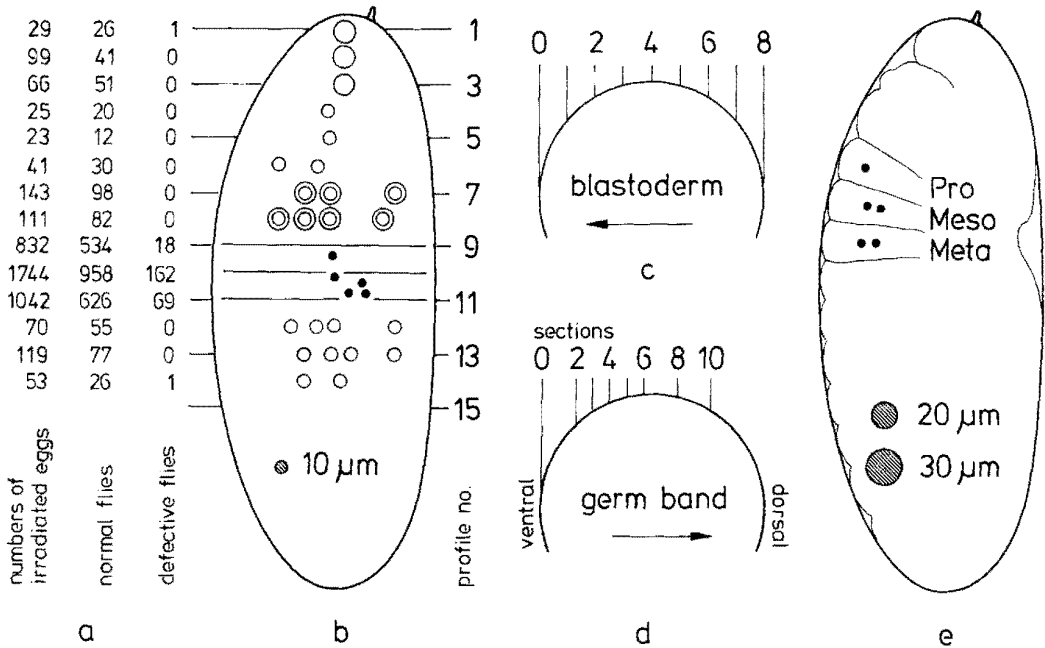 29 26 1 1
99 41 0
66 51 0 3
25 20 0
23 12 0 5
41 30 0
143 98 0 7
111 82 0
832 534 18 9
1744 958 162
1042 626 69 11
70 55 0
119 77 0 13
53 26 1
15
10 µm
numbers of
irradiated eggs
normal flies
defective flies
profile no.
a
b
0 2 4 6 8
blastoderm
c
sections
0 2 4 6 8 10
germ band
ventral
dorsal
d
Pro
Meso
Meta
20 µm
30 µm
e